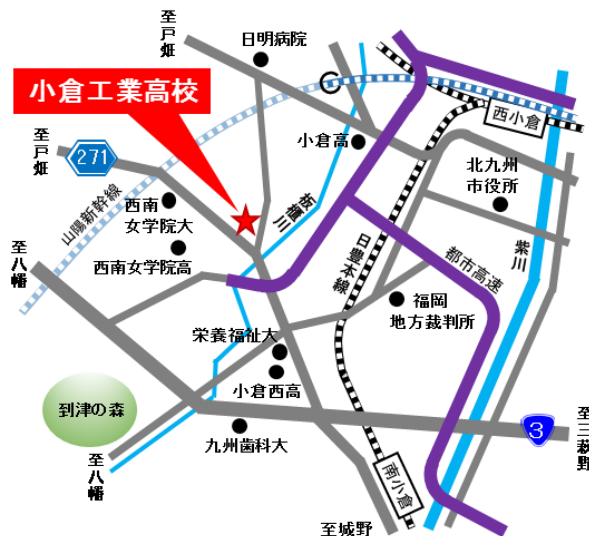 至戸畑
日明病院
小倉工業高校
至戸畑
271
小倉高
西小倉
北九州
市役所
山陽新幹線
西南
女学院大
板櫃川
西南女学院高
至八幡
日豊本線
都市高速
紫川
福岡
地方裁判所
栄養福祉大
小倉西高
到津の森
九州歯科大
3
至三萩野
至八幡
南小倉
至城野